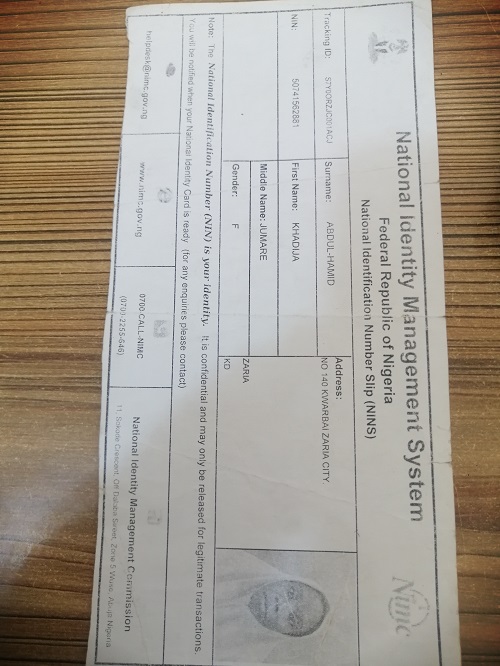 National Identity Management System
Federal Republic of Nigeria
National Identification Number Slip (NINS)
nimc
Tracking ID: Surname: ABDUL-HAMID Address:
NO 140 KWARBAI ZARIA CITY
NIN: 50741562881 First Name: KHADIJA
Middle Name: JUMARE
ZARIA
Gender: F KD
Note: The National Identification Number (NIN) is your identity. It is confidential and may only be released for legitimate transactions.
You will be notified when your National Identity Card is ready (for any enquiries please contact)
helpdesk@nimc.gov.ng www.nimc.gov.ng 0700-CALL-NIMC National Identity Management Commission
(0700-2255-646) 11, Sokode Crescent, Off Dalaba Street, Zone 5 Wuse, Abuja Nigeria